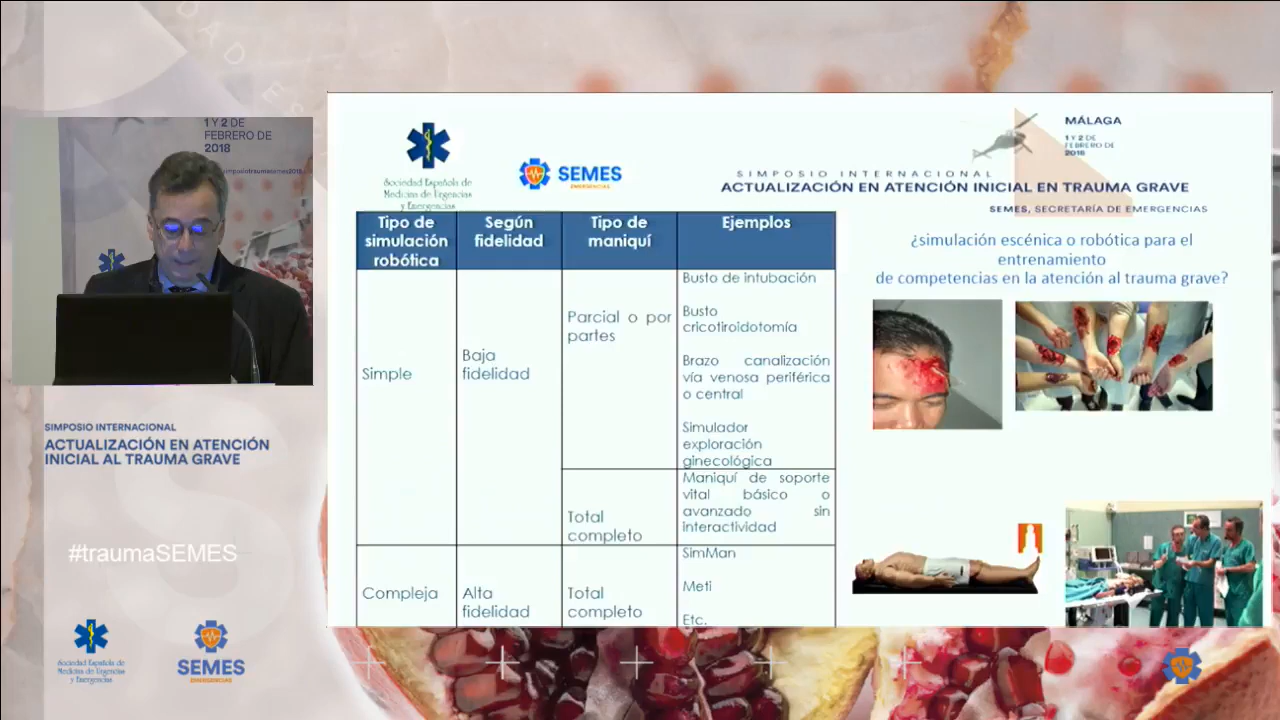 1 Y 2 DE
FEBRERO DE
2018
SIMPOSIO INTERNACIONAL
ACTUALIZACIÓN EN ATENCIÓN
INICIAL AL TRAUMA GRAVE
#traumaSEMES
Sociedad Española de
Medicina de Urgencias
y Emergencias
SEMES
EMERGENCIAS
Sociedad Española de
Medicina de Urgencias
y Emergencias
SEMES
EMERGENCIAS
MÁLAGA
1 Y 2 DE
FEBRERO DE
2018
SIMPOSIO INTERNACIONAL
ACTUALIZACIÓN EN ATENCIÓN INICIAL EN TRAUMA GRAVE
SEMES, SECRETARÍA DE EMERGENCIAS
Tipo de
simulación
robótica
Según
fidelidad
Tipo de
maniquí
Ejemplos
Simple
Baja
fidelidad
Parcial o por
partes
Busto de intubación
Busto
cricotiroidotomía
Brazo canalización
vía venosa periférica
o central
Simulador
exploración
ginecológica
Total
completo
Maniquí de soporte
vital básico o
avanzado sin
interactividad
Compleja
Alta
fidelidad
Total
completo
SimMan
Meti
Etc.
¿simulación escénica o robótica para el
entrenamiento
de competencias en la atención al trauma grave?